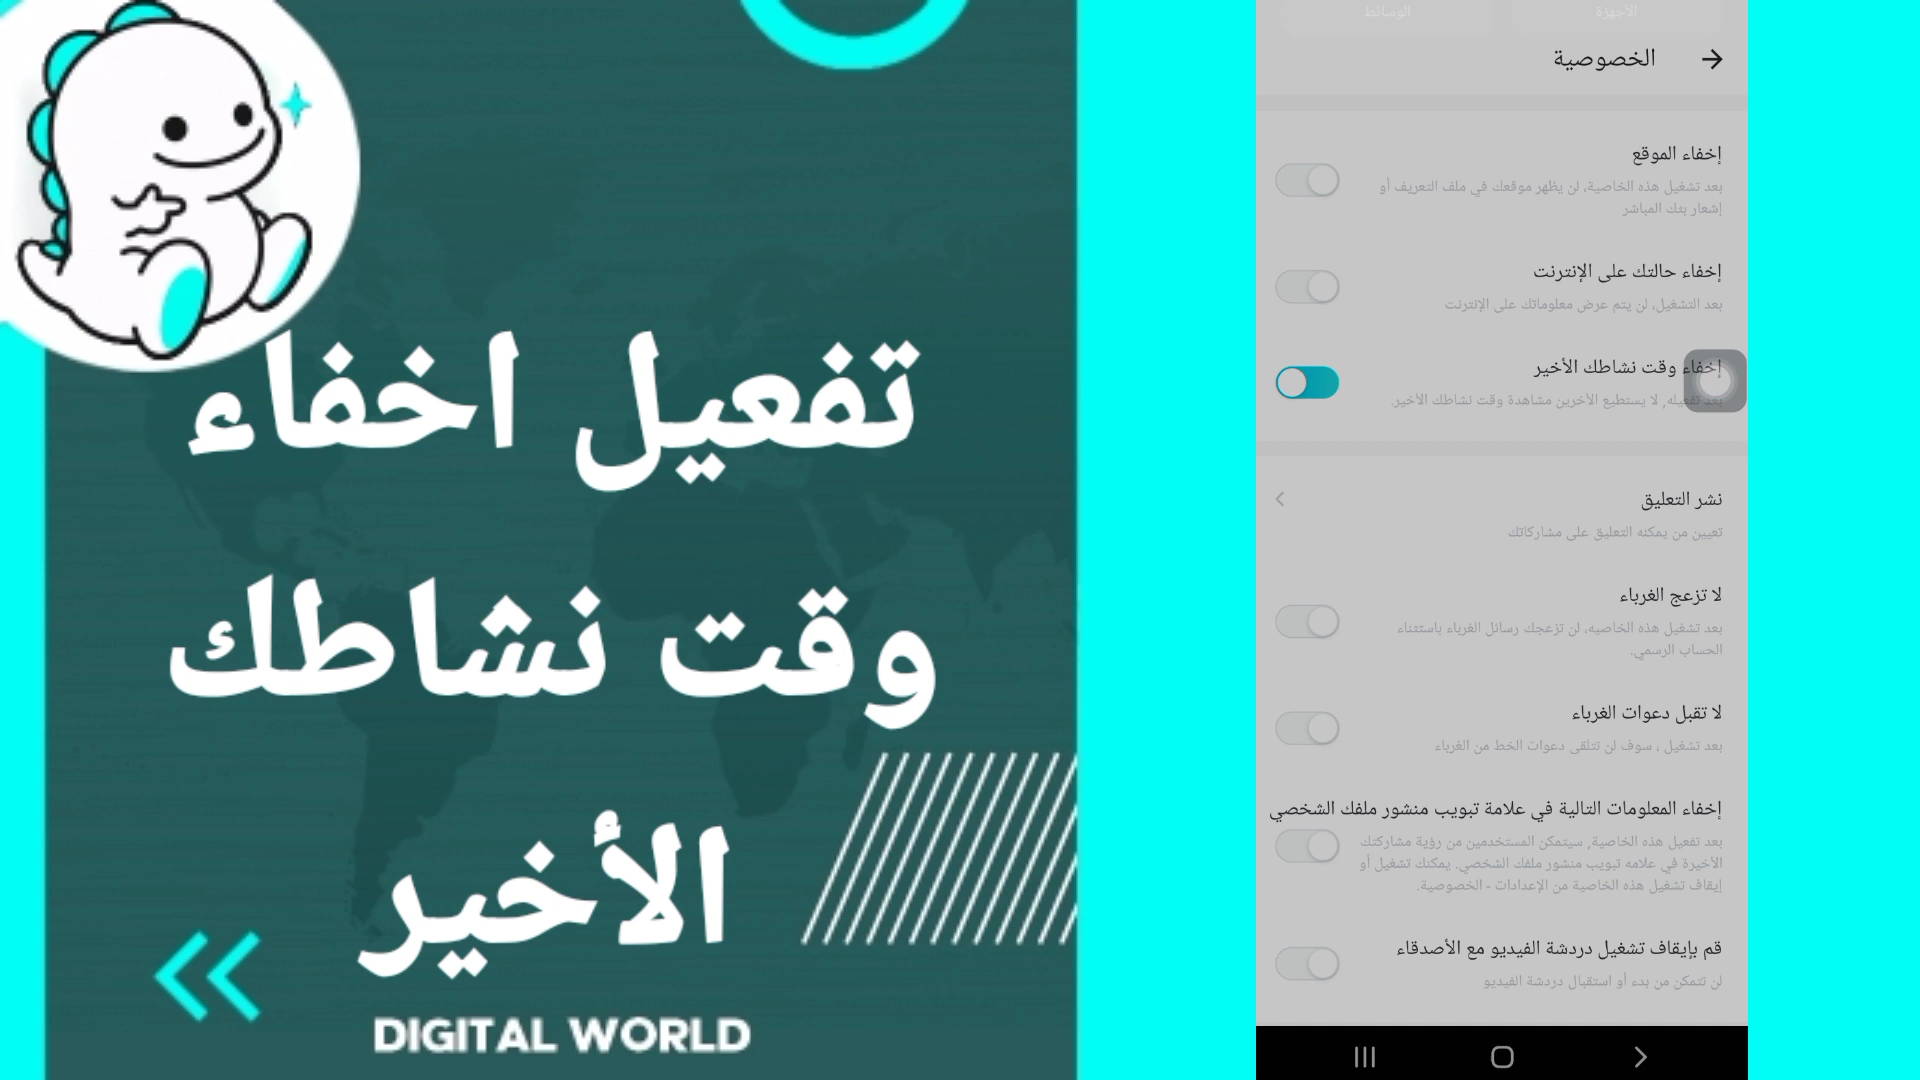 تفعيل اخفاء
وقت نشاطك
الأخير
DIGITAL WORLD
الأجهزة
الوسائط
الخصوصية
إخفاء الموقع
بعد تشغيل هذه الخاصية، لن يظهر موقعك في ملف التعريف أو
إشعار بثك المباشر
إخفاء حالتك على الإنترنت
بعد التشغيل، لن يتم عرض معلوماتك على الإنترنت
إخفاء وقت نشاطك الأخير
بعد تفعيله, لا يستطيع الأخرين مشاهدة وقت نشاطك الأخير.
نشر التعليق
تعيين من يمكنه التعليق على مشاركاتك
لا تزعج الغرباء
بعد تشغيل هذه الخاصيه، لن تزعجك رسائل الغرباء باستثناء
الحساب الرسمي.
لا تقبل دعوات الغرباء
بعد تشغيل ، سوف لن تتلقى دعوات الخط من الغرباء
إخفاء المعلومات التالية في علامة تبويب منشور ملفك الشخصي
بعد تفعيل هذه الخاصية, سيتمكن المستخدمين من رؤية مشاركتك
الأخيرة في علامه تبويب منشور ملفك الشخصي. يمكنك تشغيل أو
إيقاف تشغيل هذه الخاصية من الإعدادات - الخصوصية.
قم بإيقاف تشغيل دردشة الفيديو مع الأصدقاء
لن تتمكن من بدء أو استقبال دردشة الفيديو